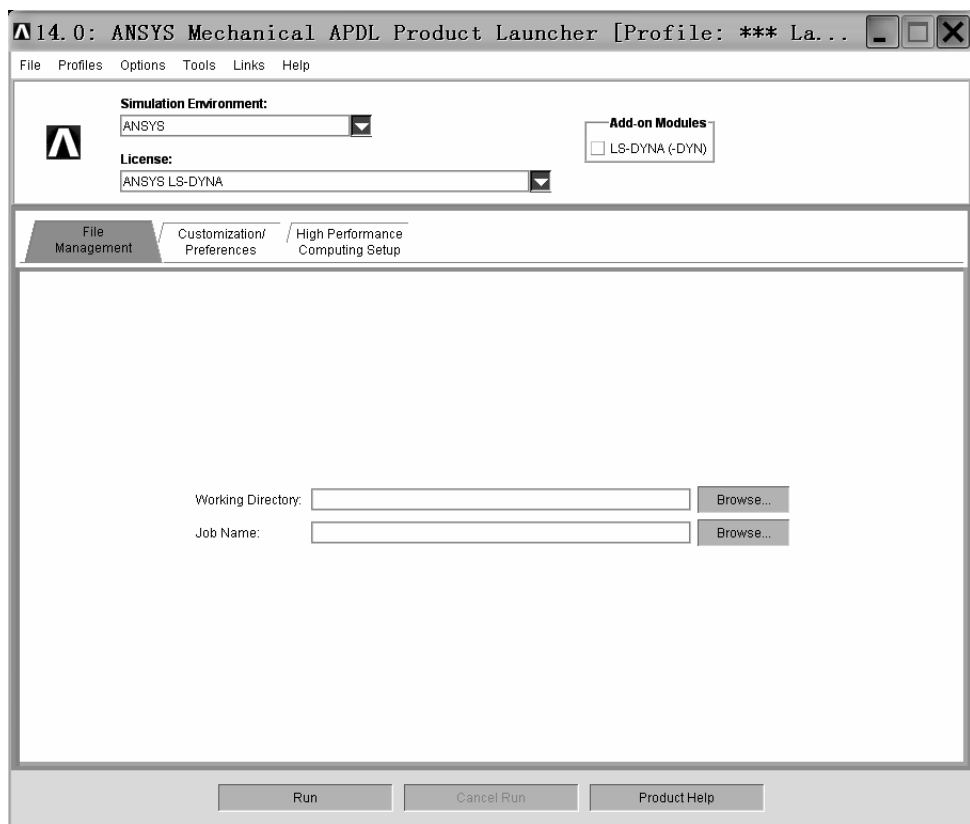 14.0: ANSYS Mechanical APDL Product Launcher [Profile: *** La...
File Profiles Options Tools Links Help
Simulation Environment:
ANSYS
Add-on Modules
LS-DYNA (-DYN)
License:
ANSYS LS-DYNA
File
Management
Customization/
Preferences
High Performance
Computing Setup
Working Directory:
Browse...
Job Name:
Browse...
Run
Cancel Run
Product Help